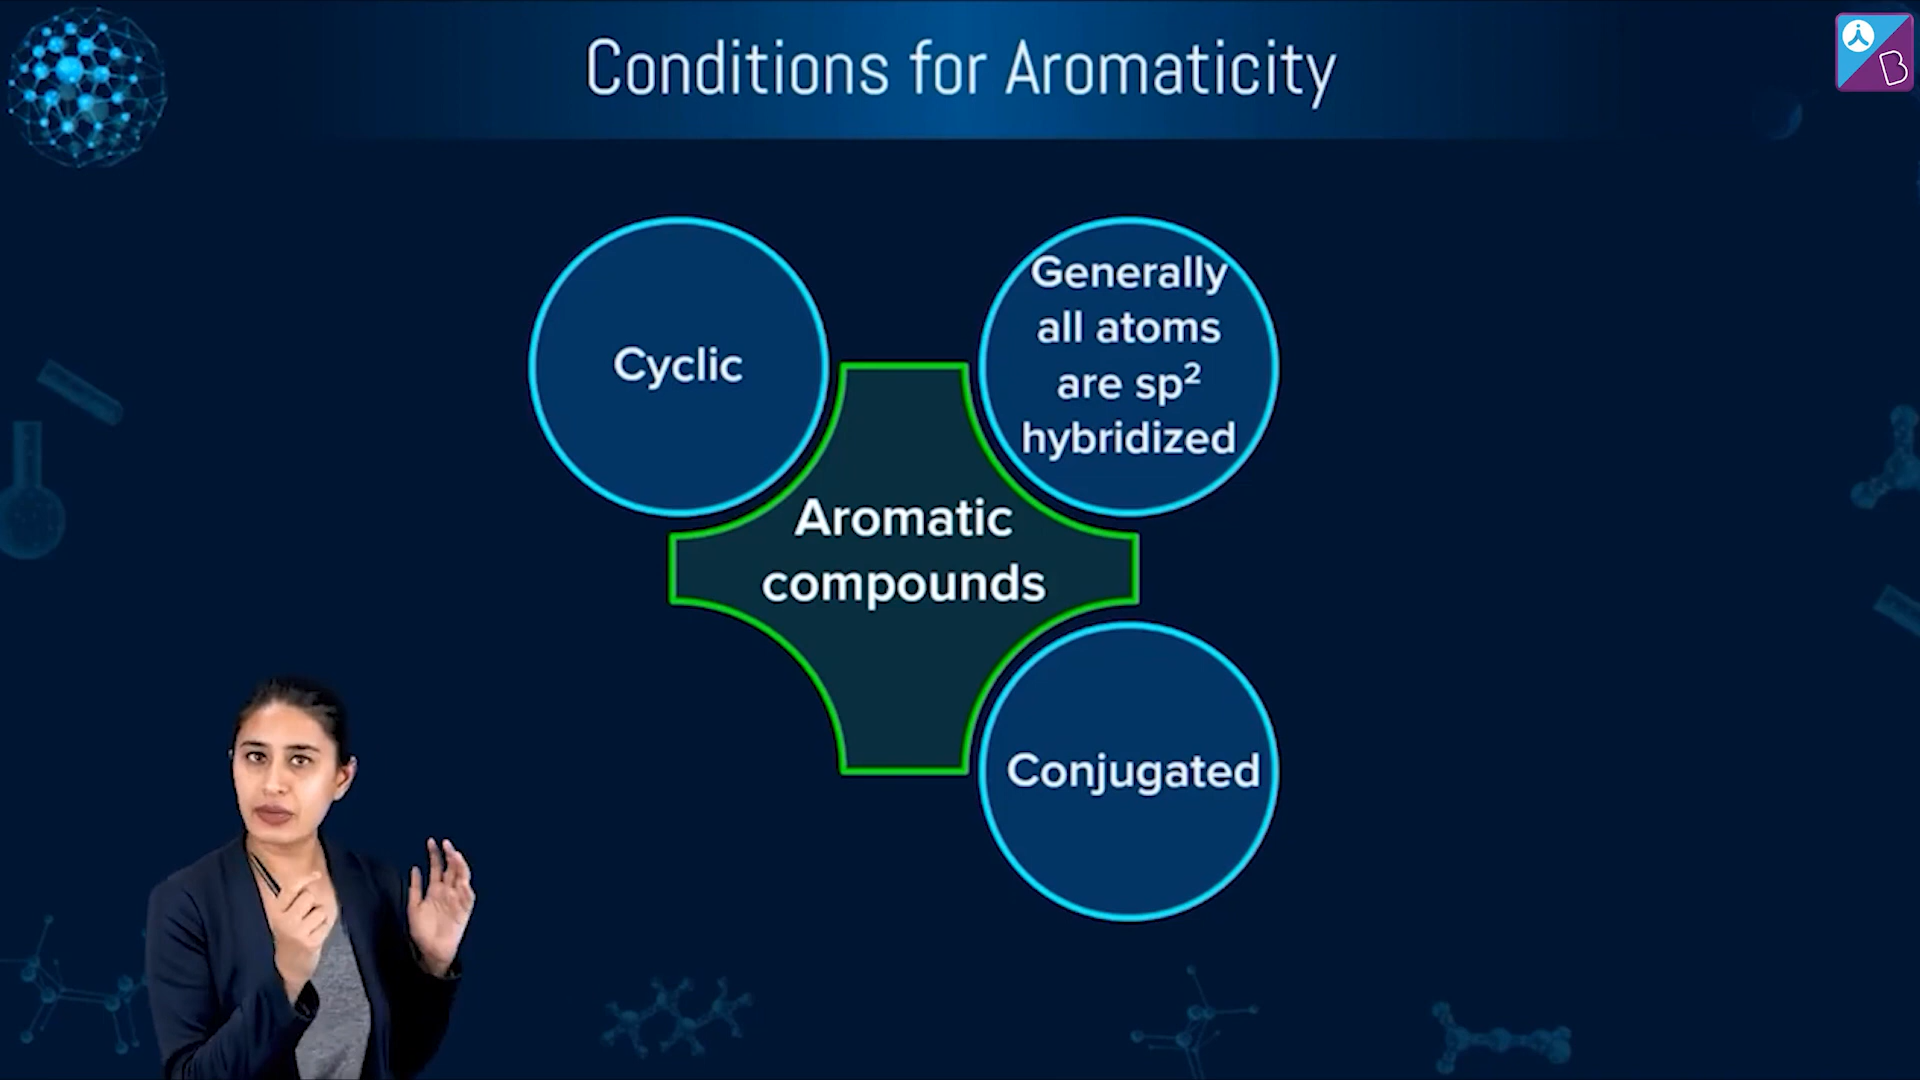 Conditions for Aromaticity
Cyclic
Generally
all atoms
are sp²
hybridized
Aromatic
compounds
Conjugated
B